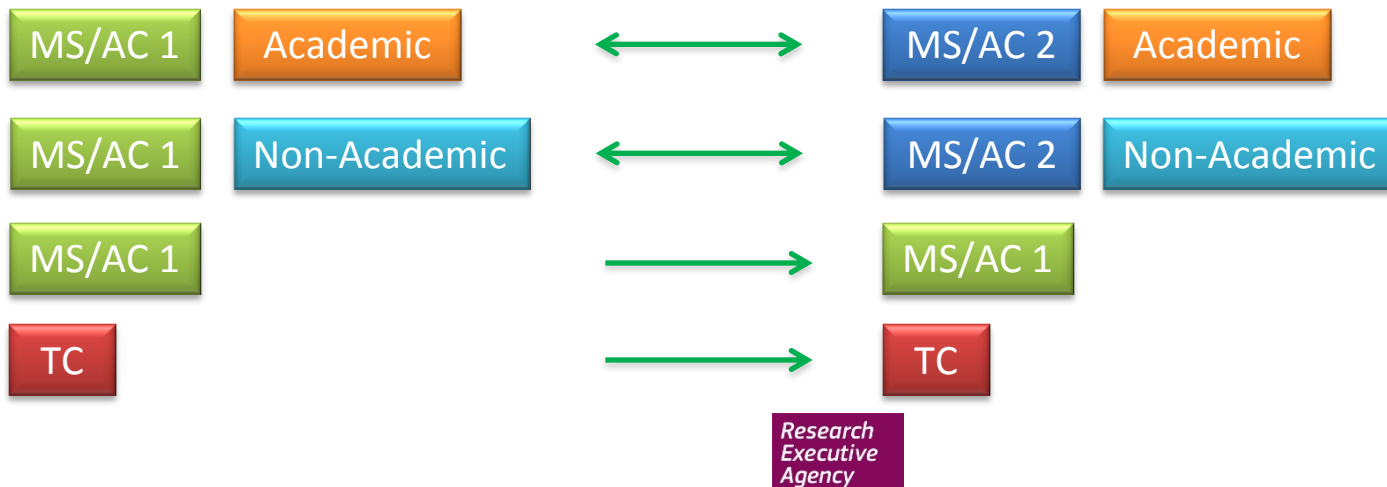 MS/AC 1 Academic MS/AC 2 Academic
MS/AC 1 Non-Academic MS/AC 2 Non-Academic
MS/AC 1 MS/AC 1
TC TC
Research
Executive
Agency